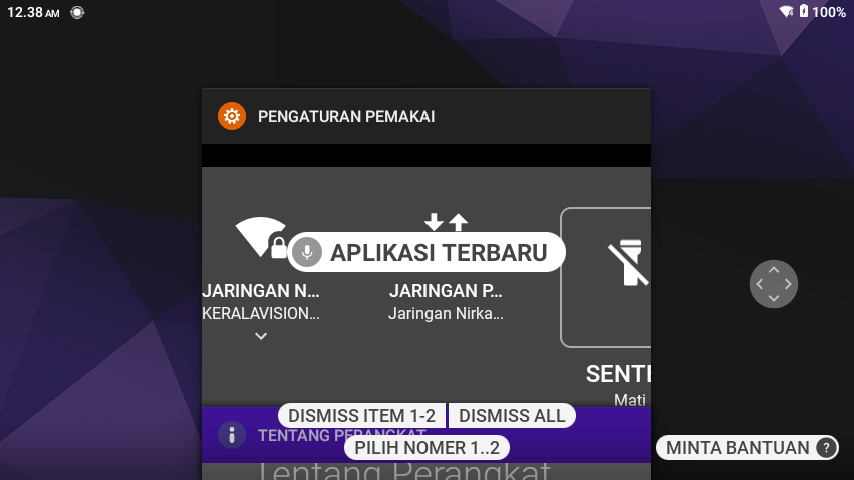 12.38 AM
100%
PENGATURAN PEMAKAI
APLIKASI TERBARU
JARINGAN N...
JARINGAN P...
KERALAVISION...
Jaringan Nirka...
SENTE
Mati
DISMISS ITEM 1-2
DISMISS ALL
TENTANG PERANGKAT
PILIH NOMER 1..2
MINTA BANTUAN ?
Tentang Perangkat